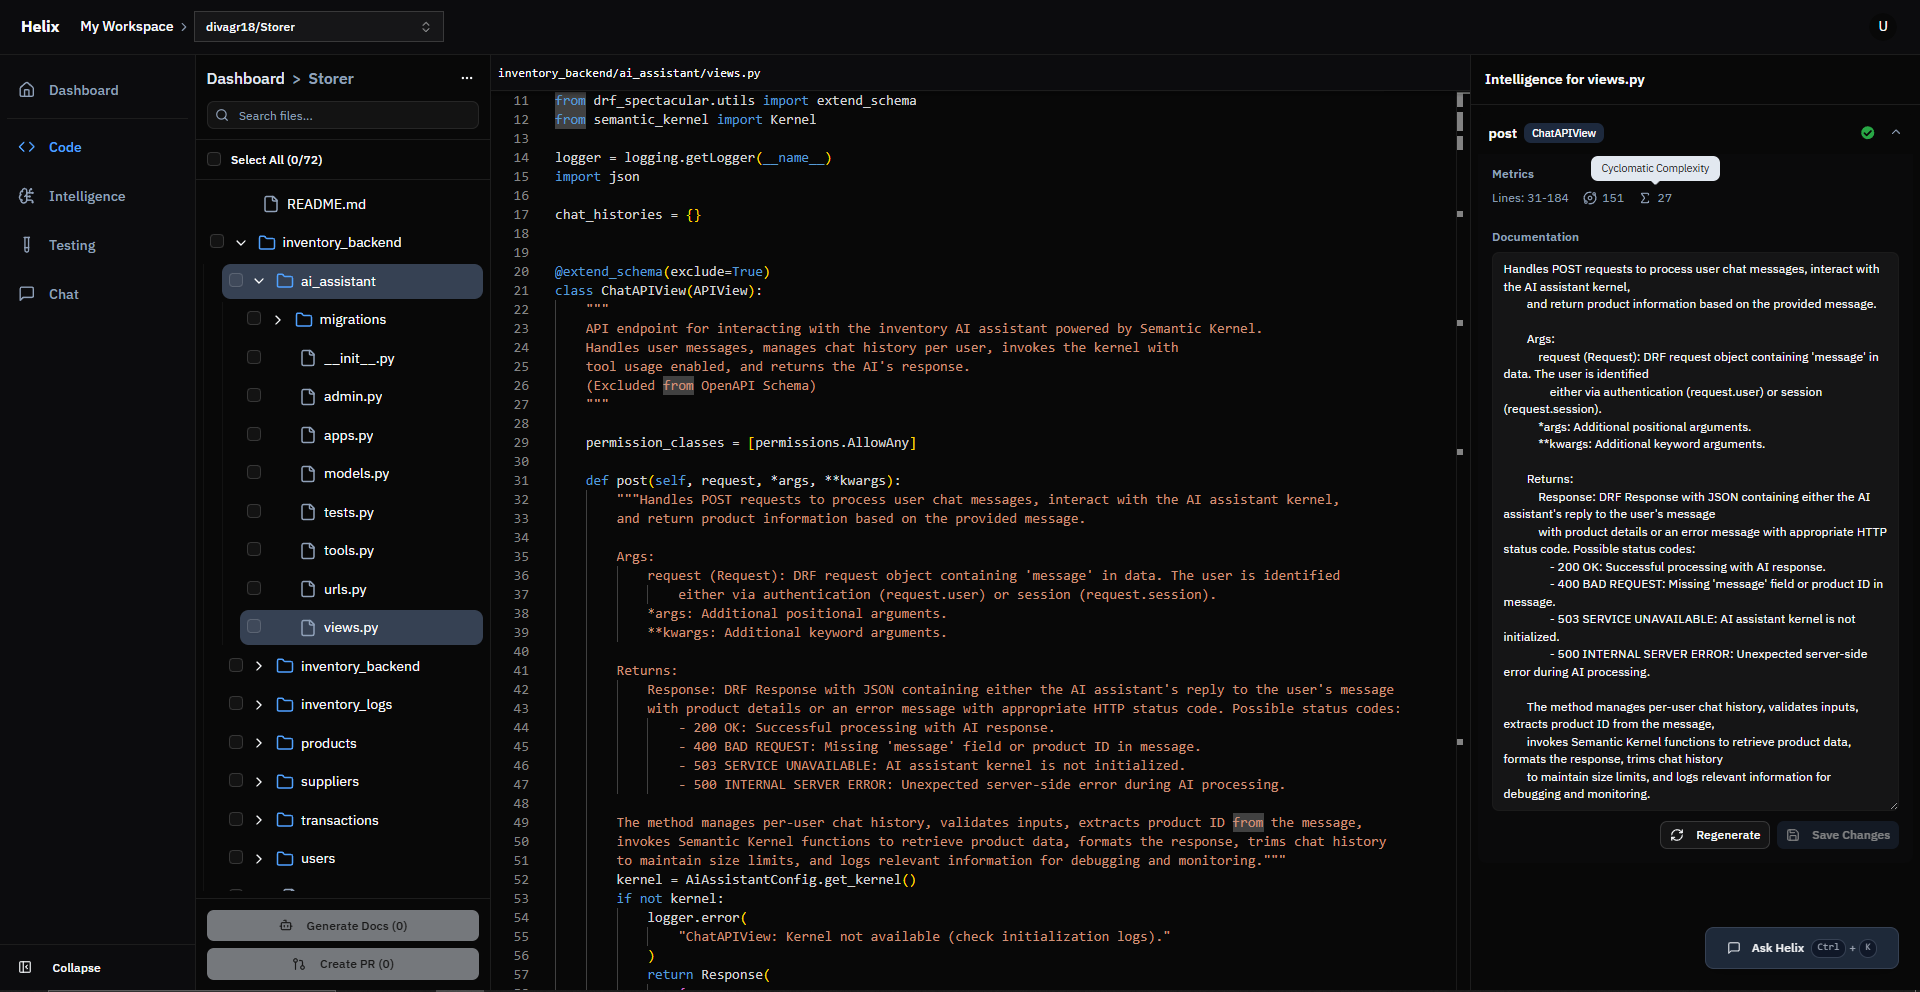 Helix
My Workspace
divagr18/Storer
U
Dashboard
Code
Intelligence
Testing
Chat
Collapse
Dashboard > Storer
...
Search files...
Select All (0/72)
README.md
inventory_backend
ai_assistant
migrations
__init__.py
admin.py
apps.py
models.py
tests.py
tools.py
urls.py
views.py
inventory_backend
inventory_logs
products
suppliers
transactions
users
Generate Docs (0)
Create PR (0)
inventory_backend/ai_assistant/views.py
11 from drf_spectacular.utils import extend_schema
12 from semantic_kernel import Kernel
13
14 logger = logging.getLogger(__name__)
15 import json
16
17 chat_histories = {}
18
19
20 @extend_schema(exclude=True)
21 class ChatAPIView(APIView):
22 """
23 API endpoint for interacting with the inventory AI assistant powered by Semantic Kernel.
24 Handles user messages, manages chat history per user, invokes the kernel with
25 tool usage enabled, and returns the AI's response.
26 (Excluded from OpenAPI Schema)
27 """
28
29 permission_classes = [permissions.AllowAny]
30
31 def post(self, request, *args, **kwargs):
32 """Handles POST requests to process user chat messages, interact with the AI assistant kernel,
33 and return product information based on the provided message.
34
35 Args:
36 request (Request): DRF request object containing 'message' in data. The user is identified
37 either via authentication (request.user) or session (request.session).
38 *args: Additional positional arguments.
39 **kwargs: Additional keyword arguments.
40
41 Returns:
42 Response: DRF Response with JSON containing either the AI assistant's reply to the user's message
43 with product details or an error message with appropriate HTTP status code. Possible status codes:
44 - 200 OK: Successful processing with AI response.
45 - 400 BAD REQUEST: Missing 'message' field or product ID in message.
46 - 503 SERVICE UNAVAILABLE: AI assistant kernel is not initialized.
47 - 500 INTERNAL SERVER ERROR: Unexpected server-side error during AI processing.
48
49 The method manages per-user chat history, validates inputs, extracts product ID from the message,
50 invokes Semantic Kernel functions to retrieve product data, formats the response, trims chat history
51 to maintain size limits, and logs relevant information for debugging and monitoring."""
52 kernel = AiAssistantConfig.get_kernel()
53 if not kernel:
54 logger.error(
55 "ChatAPIView: Kernel not available (check initialization logs)."
56 )
57 return Response(
Intelligence for views.py
post ChatAPIView
Cyclomatic Complexity
Metrics
Lines: 31-184 151 27
Documentation
Handles POST requests to process user chat messages, interact with
the AI assistant kernel,
and return product information based on the provided message.
Args:
request (Request): DRF request object containing 'message' in
data. The user is identified
either via authentication (request.user) or session
(request.session).
*args: Additional positional arguments.
**kwargs: Additional keyword arguments.
Returns:
Response: DRF Response with JSON containing either the AI
assistant's reply to the user's message
with product details or an error message with appropriate HTTP
status code. Possible status codes:
- 200 OK: Successful processing with AI response.
- 400 BAD REQUEST: Missing 'message' field or product ID in
message.
- 503 SERVICE UNAVAILABLE: AI assistant kernel is not
initialized.
- 500 INTERNAL SERVER ERROR: Unexpected server-side
error during AI processing.
The method manages per-user chat history, validates inputs,
extracts product ID from the message,
invokes Semantic Kernel functions to retrieve product data,
formats the response, trims chat history
to maintain size limits, and logs relevant information for
debugging and monitoring.
Regenerate
Save Changes
Ask Helix Ctrl + K